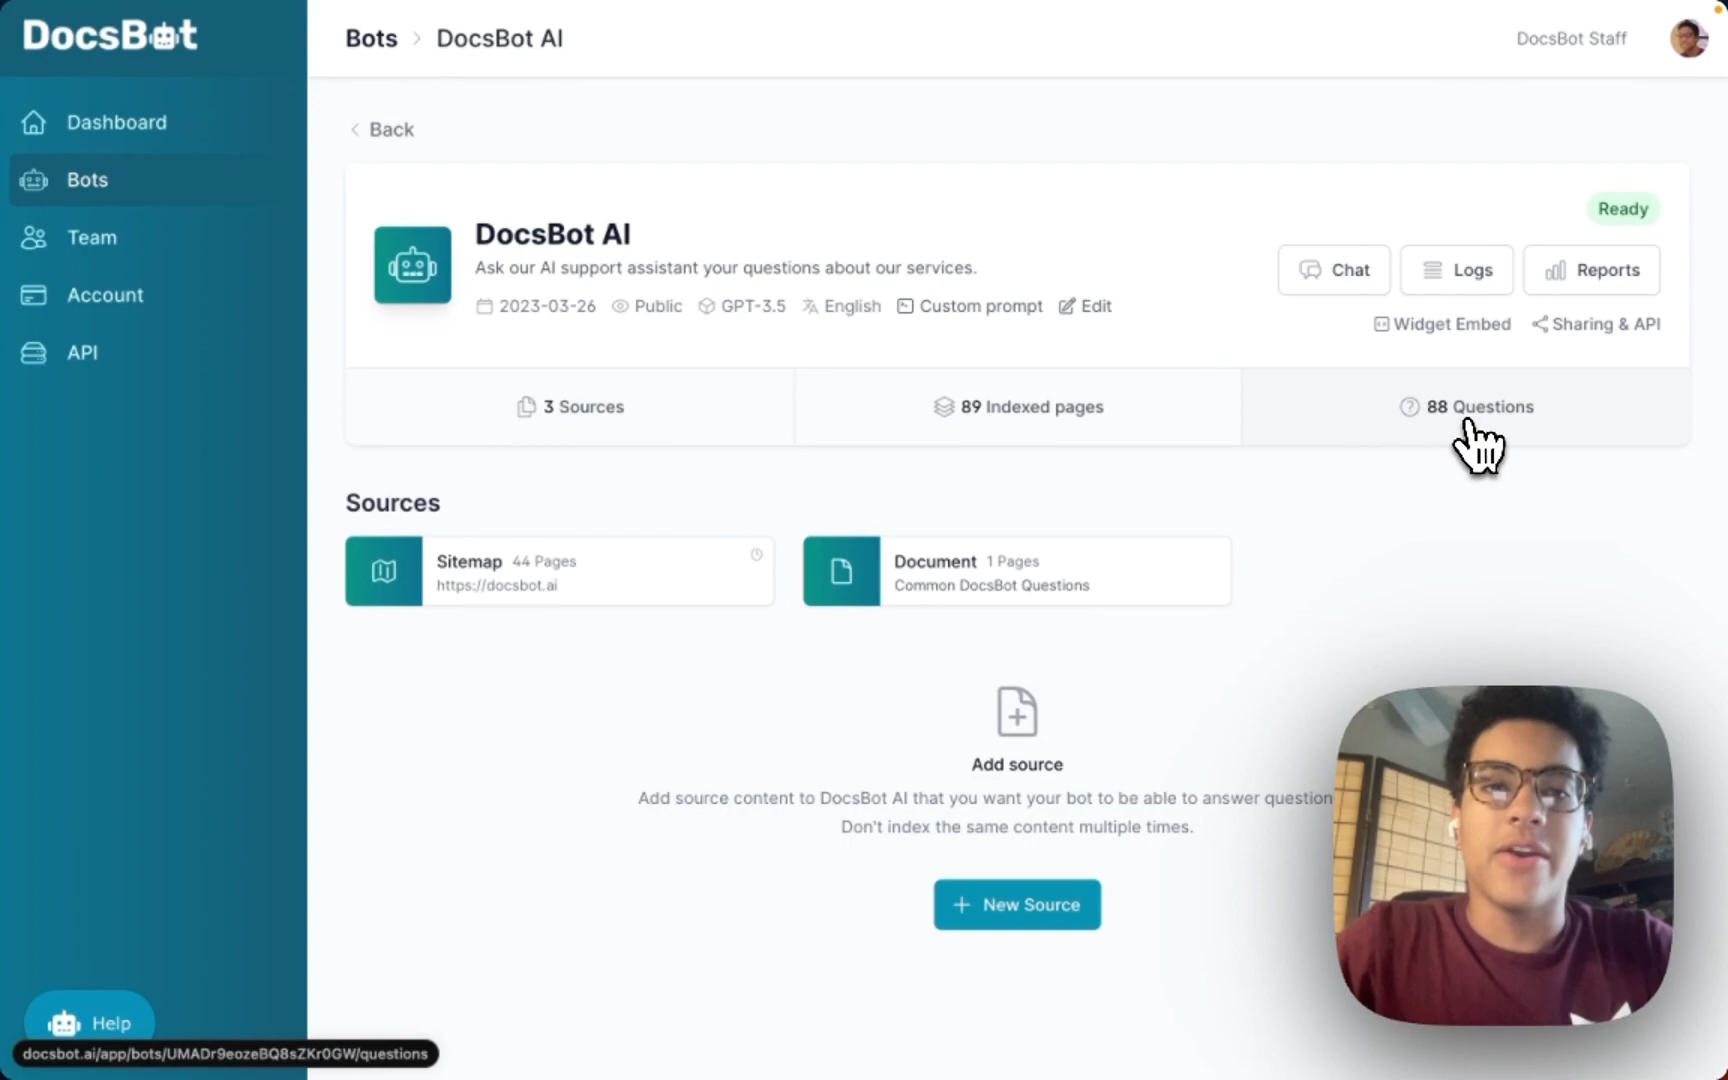 DocsBot
Bots > DocsBot AI
DocsBot Staff
Dashboard
Bots
Team
Account
API
Back
DocsBot AI
Ask our AI support assistant your questions about our services.
2023-03-26 Public GPT-3.5 English Custom prompt Edit
Ready
Chat Logs Reports
Widget Embed Sharing & API
3 Sources
89 Indexed pages
88 Questions
Sources
Sitemap 44 Pages
https://docsbot.ai
Document 1 Pages
Common DocsBot Questions
Add source
Add source content to DocsBot AI that you want your bot to be able to answer question
Don't index the same content multiple times.
+ New Source
Help
docsbot.ai/app/bots/UMADr9eozeBQ8sZKr0GW/questions